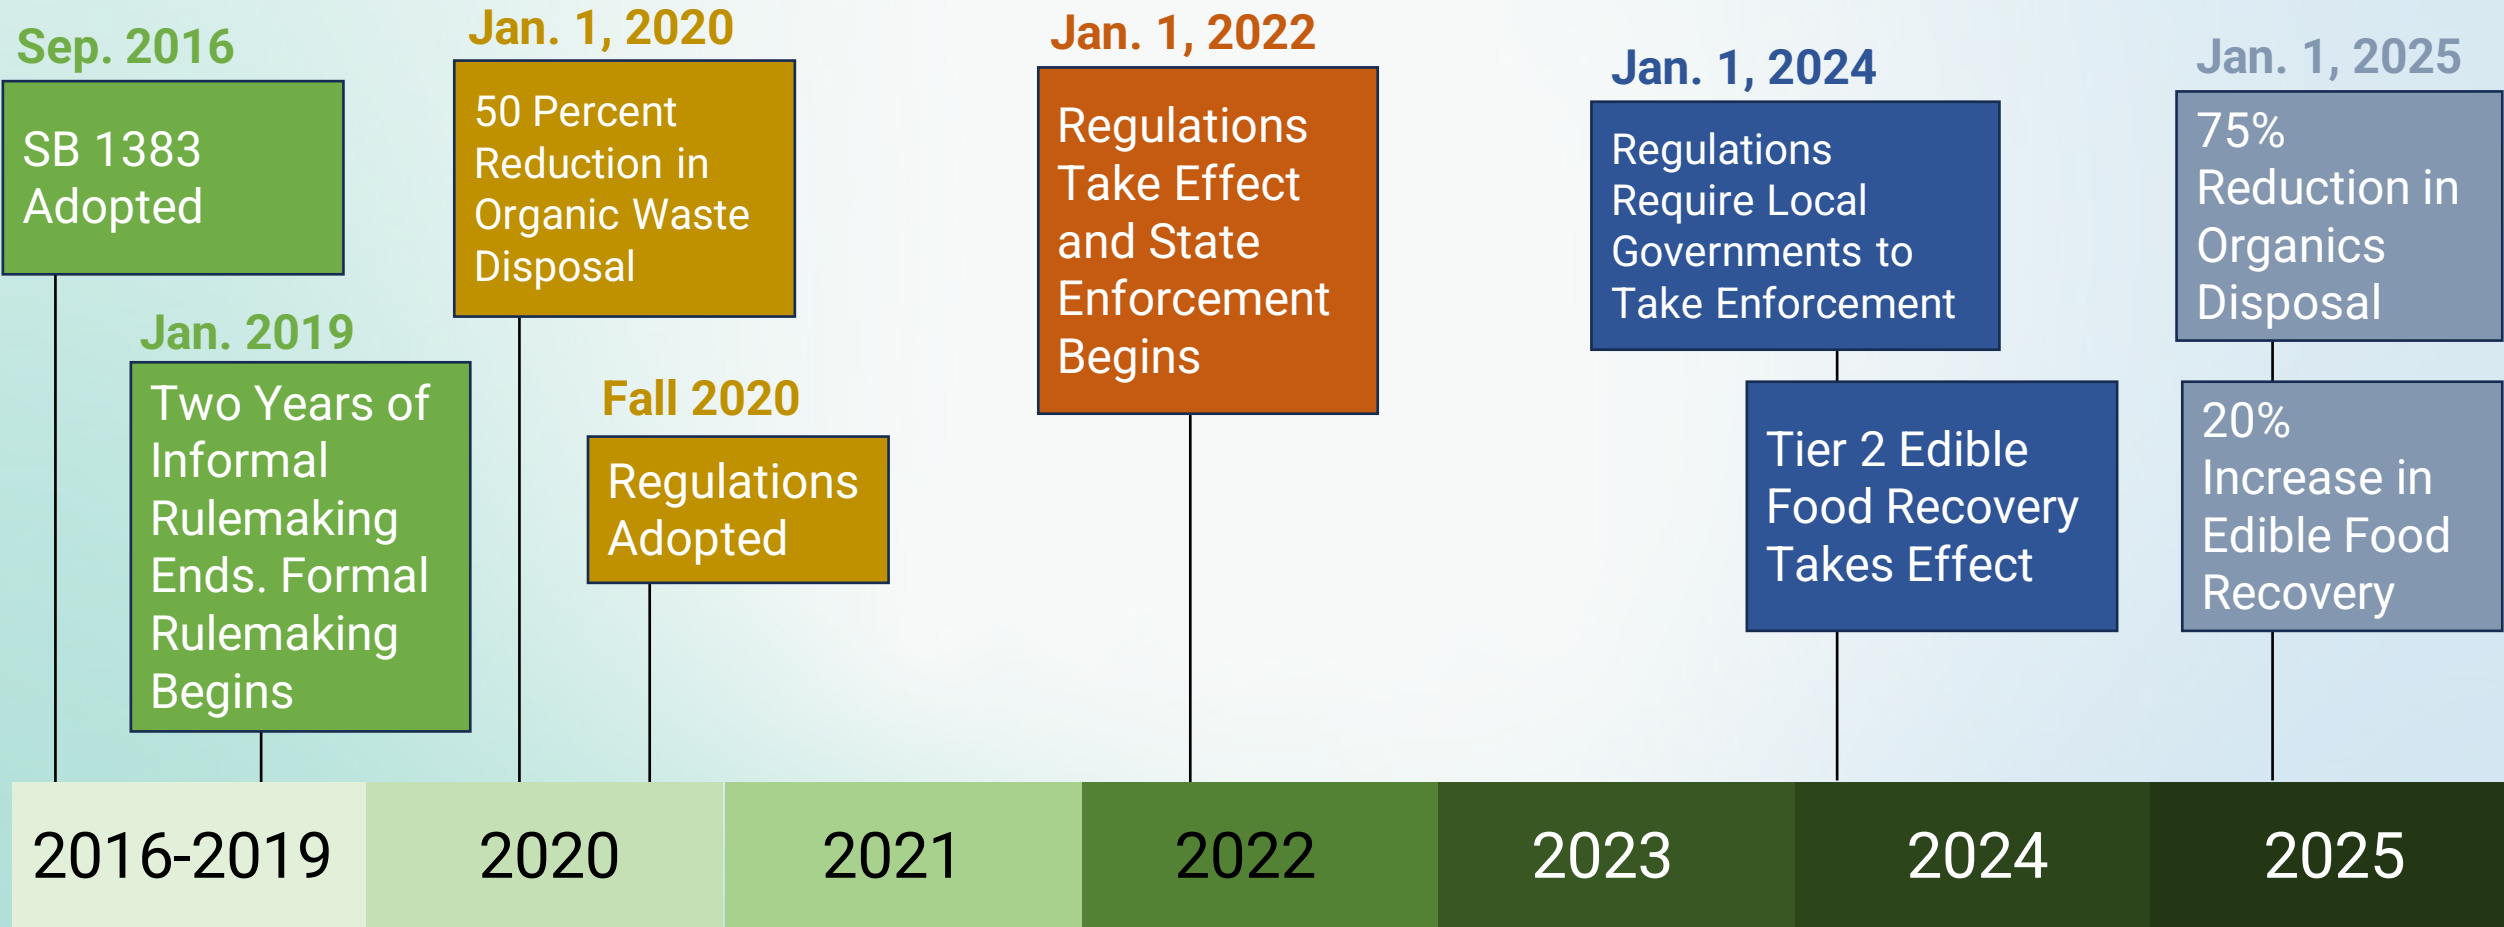 Sep. 2016
SB 1383
Adopted
Jan. 2019
Two Years of
Informal
Rulemaking
Ends. Formal
Rulemaking
Begins
Jan. 1, 2020
50 Percent
Reduction in
Organic Waste
Disposal
Fall 2020
Regulations
Adopted
Jan. 1, 2022
Regulations
Take Effect
and State
Enforcement
Begins
Jan. 1, 2024
Regulations
Require Local
Governments to
Take Enforcement
Tier 2 Edible
Food Recovery
Takes Effect
Jan. 1, 2025
75%
Reduction in
Organics
Disposal
20%
Increase in
Edible Food
Recovery
2016-2019
2020
2021
2022
2023
2024
2025